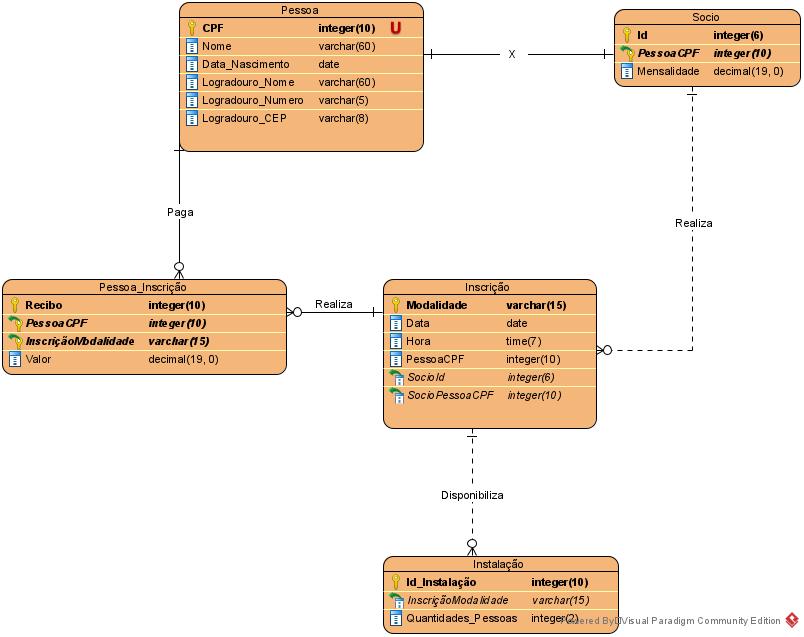 Pessoa
CPF integer(10) U
Nome varchar(60)
Data_Nascimento date
Logradouro_Nome varchar(60)
Logradouro_Numero varchar(5)
Logradouro_CEP varchar(8)
X
Socio
Id integer(6)
PessoaCPF integer(10)
Mensalidade decimal(19, 0)
Paga
Realiza
Pessoa_Inscrição
Recibo integer(10)
PessoaCPF integer(10)
InscriçãoModalidade varchar(15)
Valor decimal(19, 0)
Realiza
Inscrição
Modalidade varchar(15)
Data date
Hora time(7)
PessoaCPF integer(10)
SocioId integer(6)
SocioPessoaCPF integer(10)
Disponibiliza
Instalação
Id_Instalação integer(10)
InscriçãoModalidade varchar(15)
Quantidades_Pessoas integer(2)
Powered By Visual Paradigm Community Edition